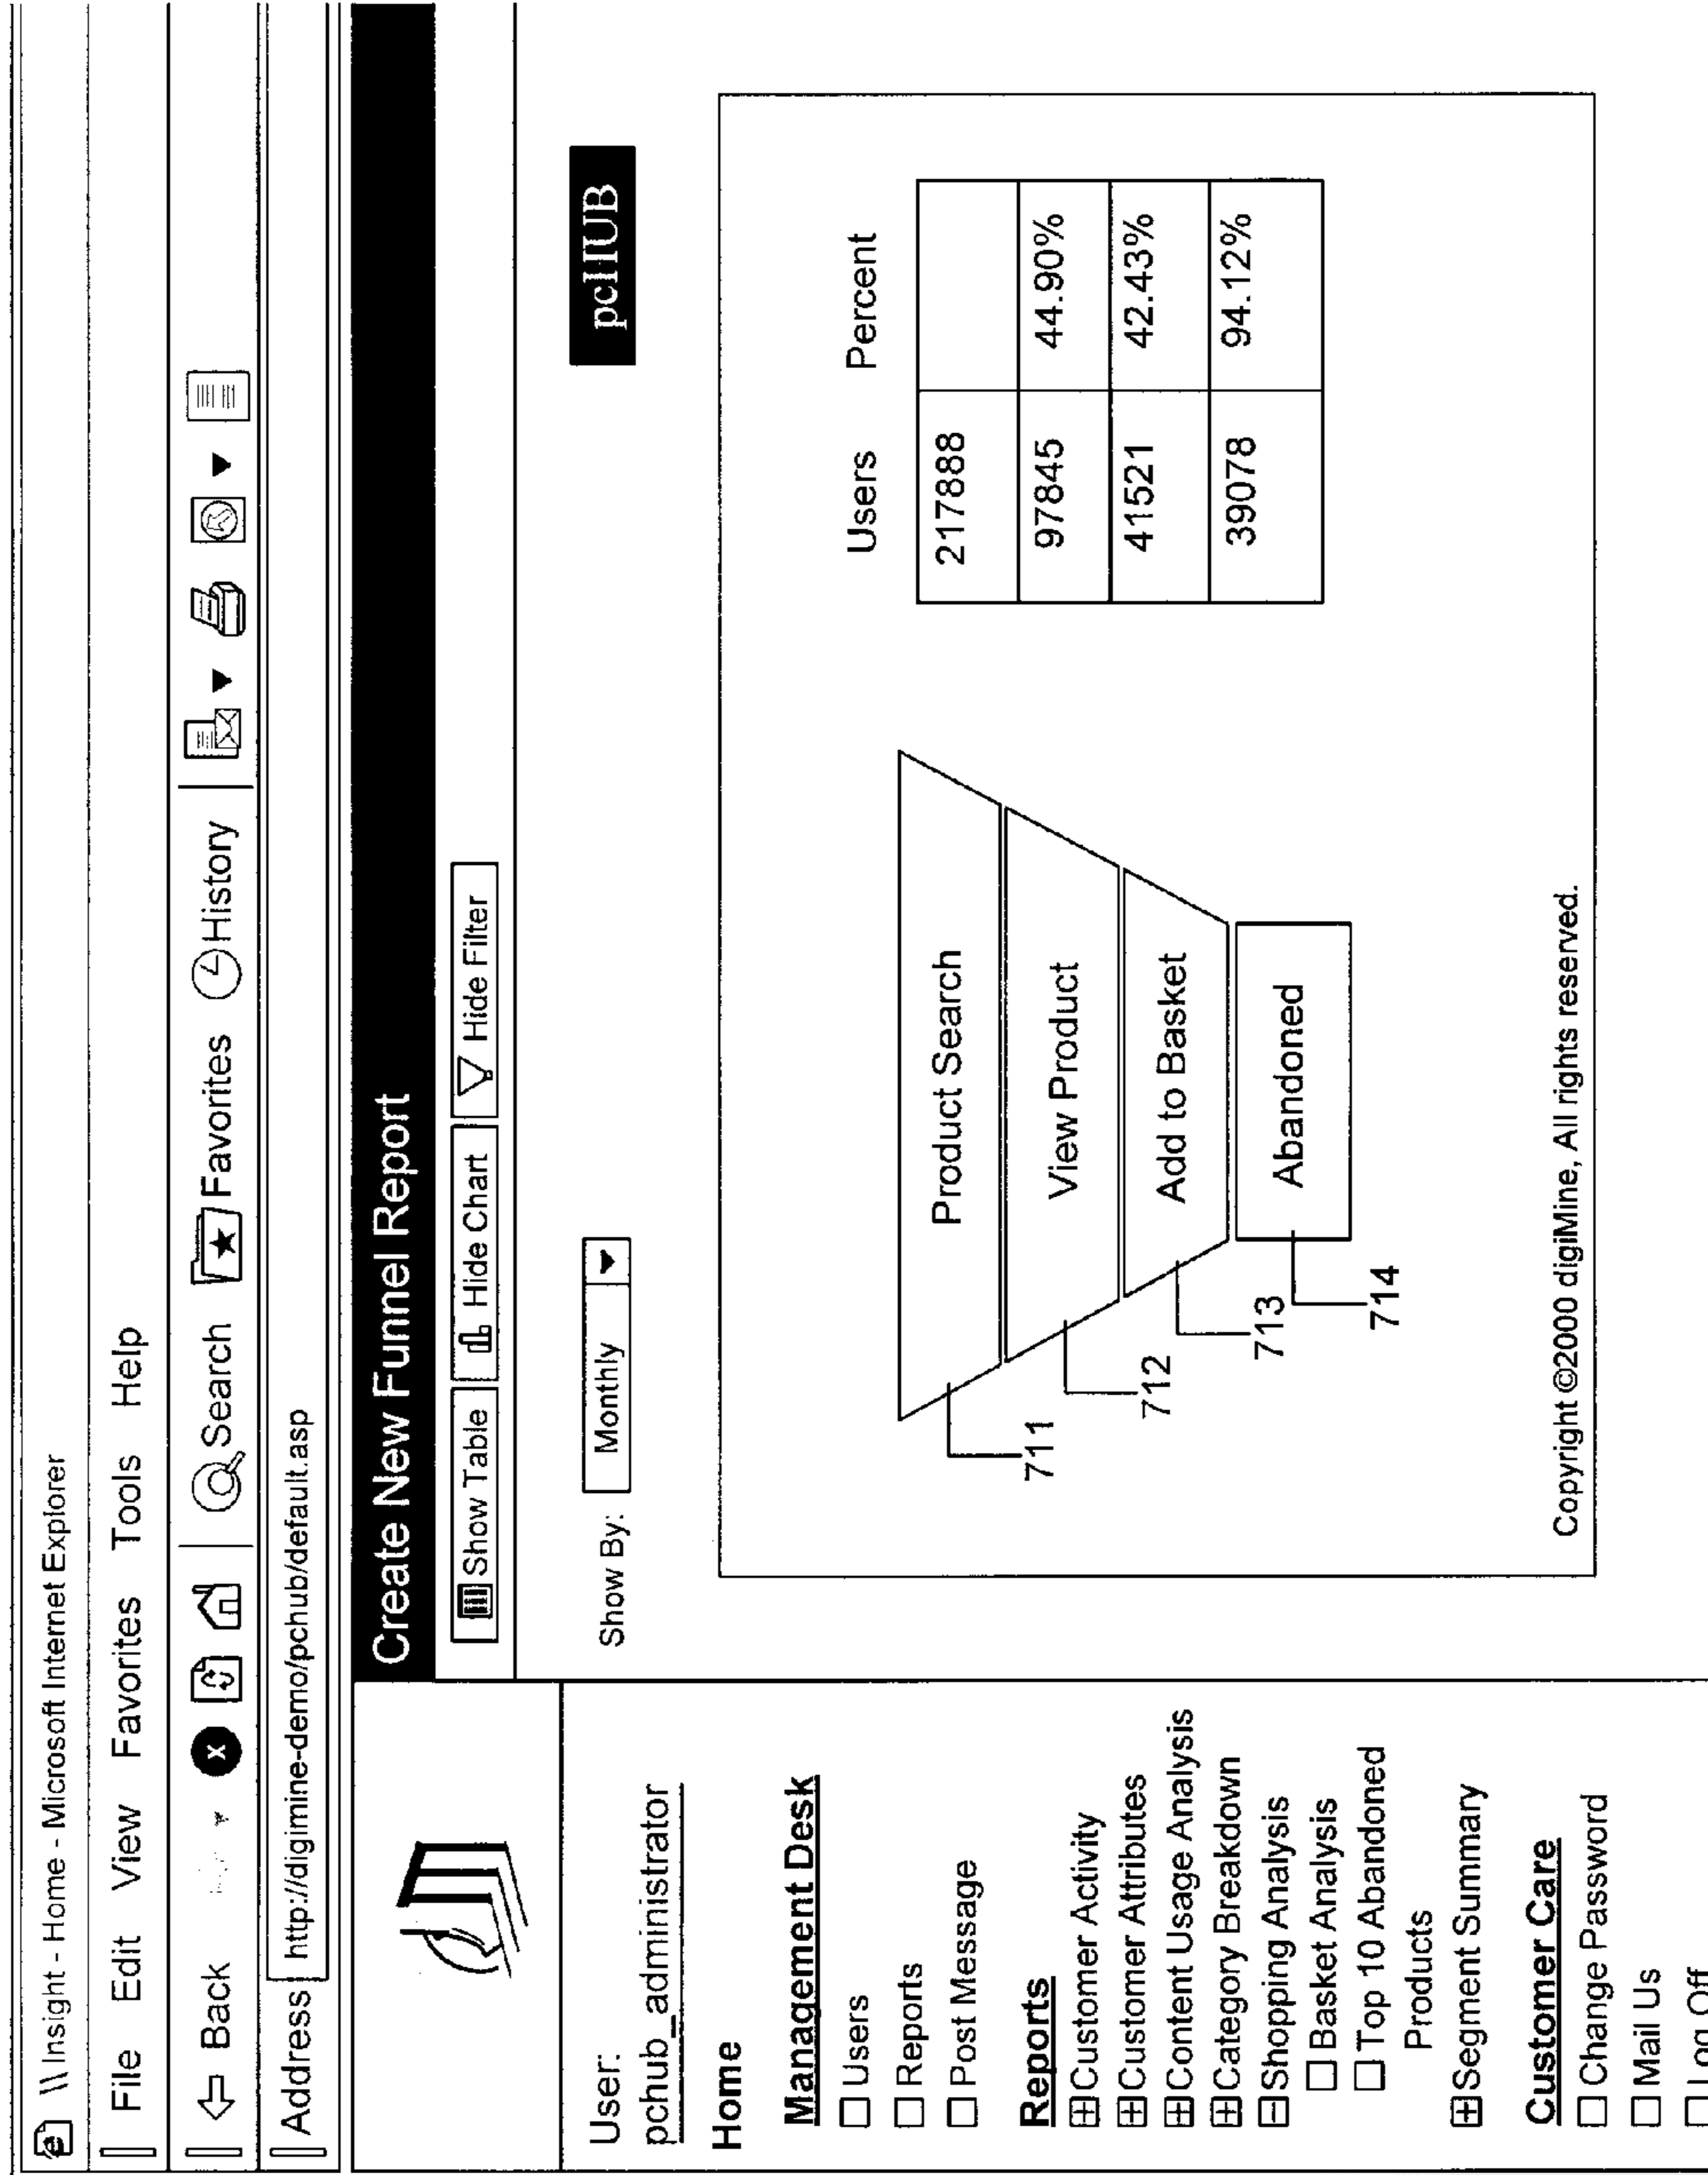 \\ Insight - Home - Microsoft Internet Explorer
File Edit View Favorites Tools Help
Back Search Favorites History
Address http://digimine-demo/pchub/default.asp
Create New Funnel Report
Show Table Hide Chart Hide Filter
User:
pchub_administrator
Home
Management Desk
Users
Reports
Post Message
Reports
Customer Activity
Customer Attributes
Content Usage Analysis
Category Breakdown
Shopping Analysis
Basket Analysis
Top 10 Abandoned
Products
Segment Summary
Customer Care
Change Password
Mail Us
Log Off
Show By: Monthly
pcHUB
Users Percent
Product Search 217888
View Product 97845 44.90%
Add to Basket 41521 42.43%
Abandoned 39078 94.12%
711
712
713
714
Copyright ©2000 digiMine, All rights reserved.